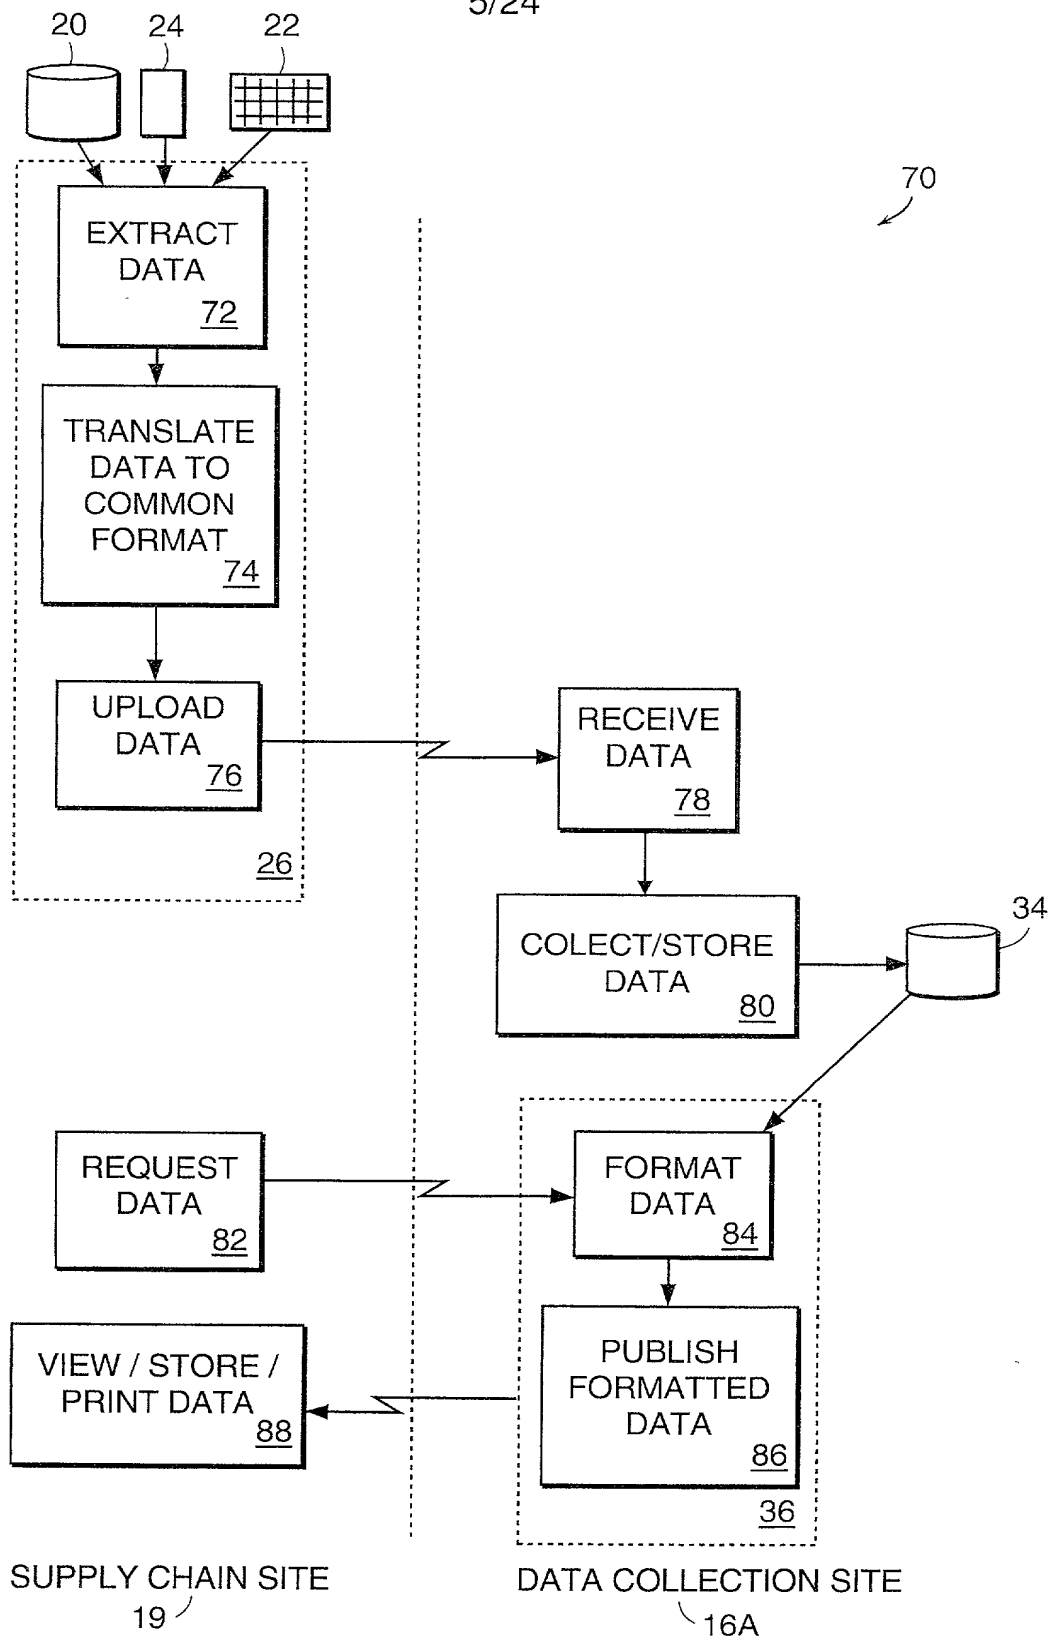 5/24
20
24
22
70
EXTRACT
DATA
72
TRANSLATE
DATA TO
COMMON
FORMAT
74
UPLOAD
DATA
76
26
RECEIVE
DATA
78
COLECT/STORE
DATA
80
34
REQUEST
DATA
82
FORMAT
DATA
84
VIEW / STORE /
PRINT DATA
88
PUBLISH
FORMATTED
DATA
86
36
SUPPLY CHAIN SITE
19
DATA COLLECTION SITE
16A